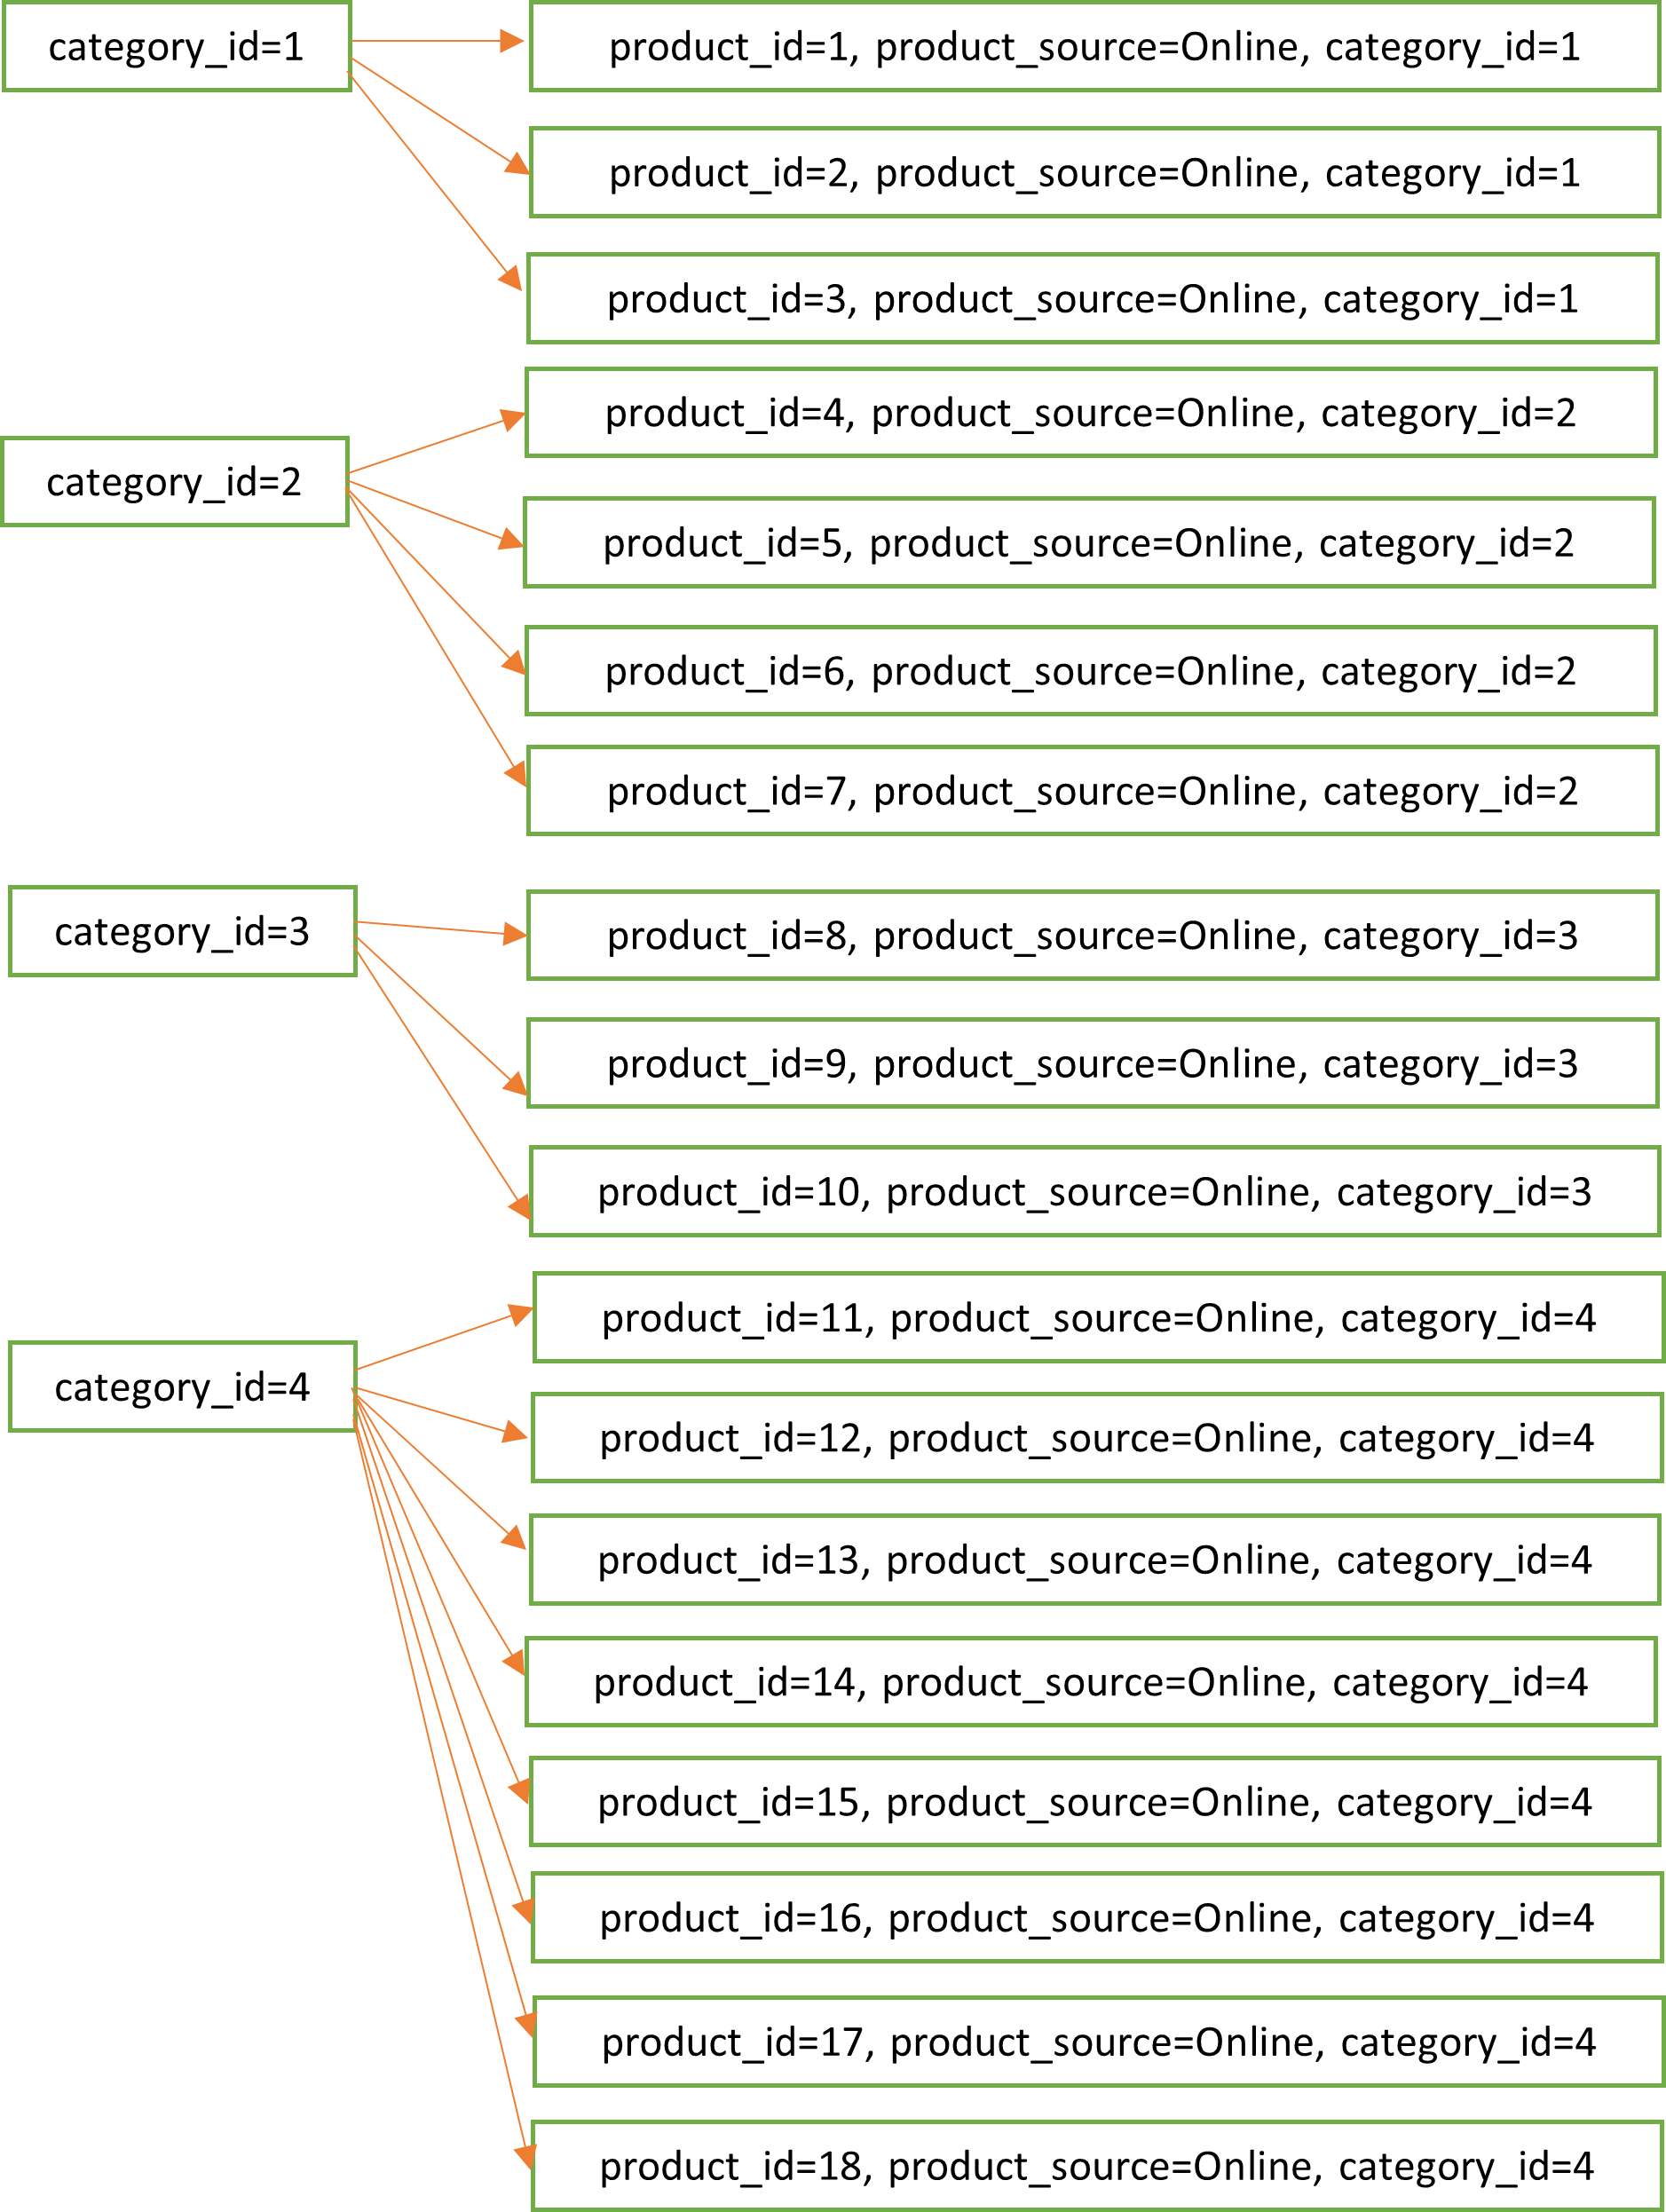 category_id=1
product_id=1, product_source=Online, category_id=1
product_id=2, product_source=Online, category_id=1
product_id=3, product_source=Online, category_id=1
category_id=2
product_id=4, product_source=Online, category_id=2
product_id=5, product_source=Online, category_id=2
product_id=6, product_source=Online, category_id=2
product_id=7, product_source=Online, category_id=2
category_id=3
product_id=8, product_source=Online, category_id=3
product_id=9, product_source=Online, category_id=3
product_id=10, product_source=Online, category_id=3
category_id=4
product_id=11, product_source=Online, category_id=4
product_id=12, product_source=Online, category_id=4
product_id=13, product_source=Online, category_id=4
product_id=14, product_source=Online, category_id=4
product_id=15, product_source=Online, category_id=4
product_id=16, product_source=Online, category_id=4
product_id=17, product_source=Online, category_id=4
product_id=18, product_source=Online, category_id=4